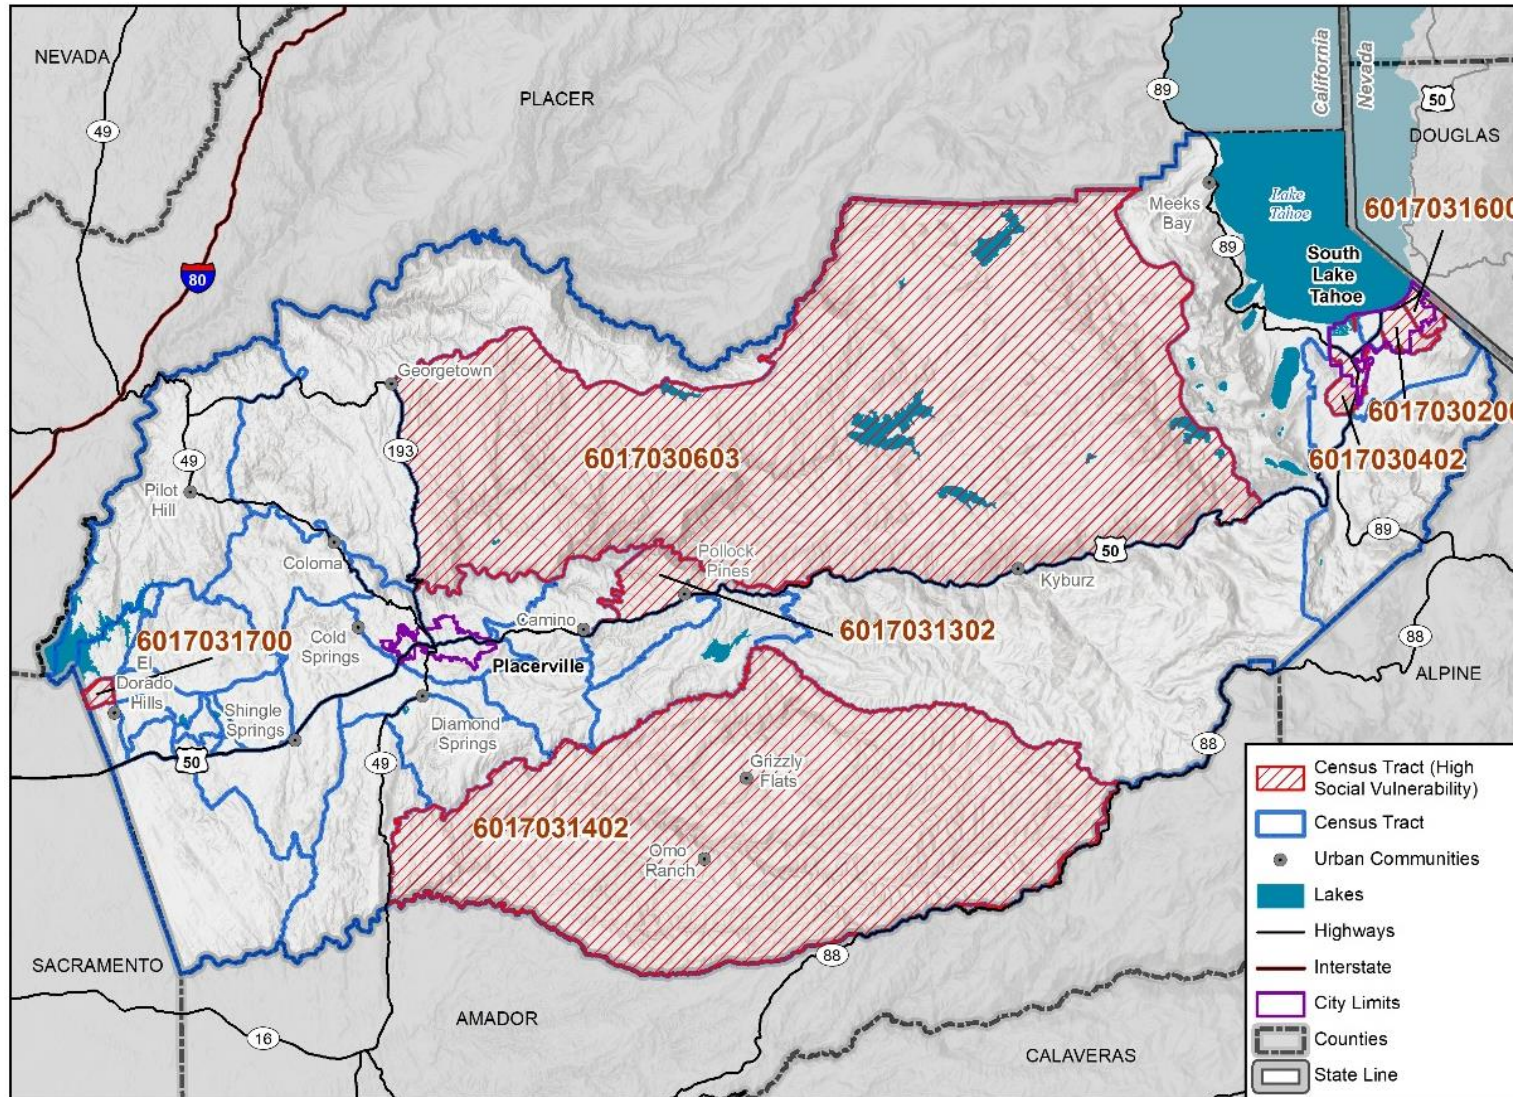 NEVADA
PLACER
California
Nevada
DOUGLAS
49
89
50
80
Meeks
Bay
Lake
Tahoe
6017031600
89
South
Lake
Tahoe
Georgetown
193
49
6017030603
601703020
6017030402
Pilot
Hill
Coloma
Pollock
Pines
50
Kyburz
89
Camino
Cold
Springs
6017031302
6017031700
Placerville
88
ALPINE
El
Dorado
Hills
Shingle
Springs
Diamond
Springs
50
49
Grizzly
Flats
88
6017031402
Omo
Ranch
SACRAMENTO
88
AMADOR
16
CALAVERAS
Census Tract (High
Social Vulnerability)
Census Tract
Urban Communities
Lakes
Highways
Interstate
City Limits
Counties
State Line